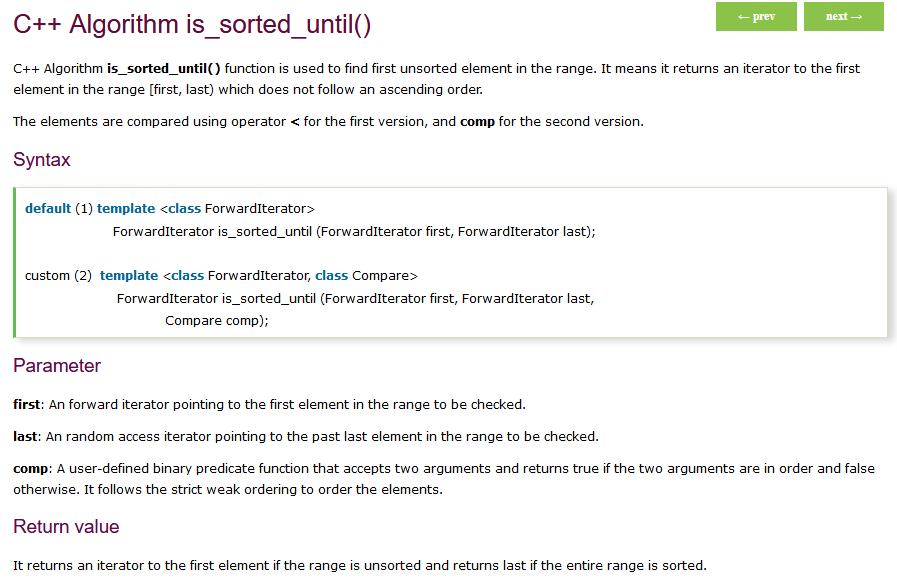 C++ Algorithm is_sorted_until()
← prev
next →
C++ Algorithm is_sorted_until() function is used to find first unsorted element in the range. It means it returns an iterator to the first
element in the range [first, last) which does not follow an ascending order.
The elements are compared using operator < for the first version, and comp for the second version.
Syntax
default (1) template <class ForwardIterator>
ForwardIterator is_sorted_until (ForwardIterator first, ForwardIterator last);
custom (2)  template <class ForwardIterator, class Compare>
ForwardIterator is_sorted_until (ForwardIterator first, ForwardIterator last,
Compare comp);
Parameter
first: An forward iterator pointing to the first element in the range to be checked.
last: An random access iterator pointing to the past last element in the range to be checked.
comp: A user-defined binary predicate function that accepts two arguments and returns true if the two arguments are in order and false
otherwise. It follows the strict weak ordering to order the elements.
Return value
It returns an iterator to the first element if the range is unsorted and returns last if the entire range is sorted.